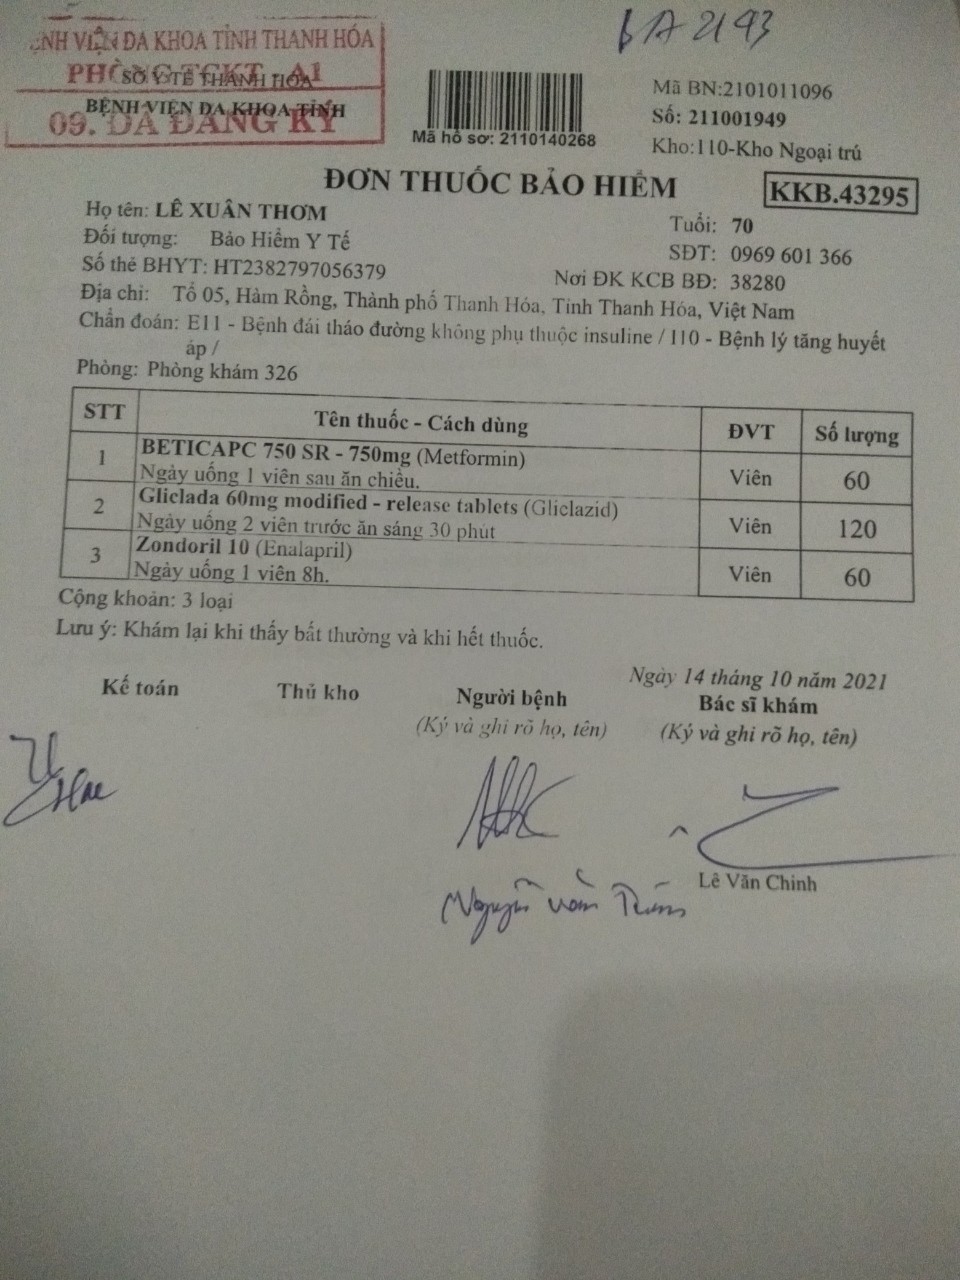 BA 2193
BỆNH VIỆN ĐA KHOA TỈNH THANH HÓA
PHÒNG TCKT - A1
SỞ Y TẾ THANH HÓA
BỆNH VIỆN ĐA KHOA TỈNH
09. ĐÃ ĐĂNG KÝ
Mã hồ sơ: 2110140268
Mã BN:2101011096
Số: 211001949
Kho:110-Kho Ngoại trú
ĐƠN THUỐC BẢO HIỂM
KKB.43295
Họ tên: LÊ XUÂN THƠM
Tuổi: 70
Đối tượng: Bảo Hiểm Y Tế
SĐT: 0969 601 366
Số thẻ BHYT: HT2382797056379
Nơi ĐK KCB BĐ: 38280
Địa chỉ: Tổ 05, Hàm Rồng, Thành phố Thanh Hóa, Tỉnh Thanh Hóa, Việt Nam
Chẩn đoán: E11 - Bệnh đái tháo đường không phụ thuộc insuline / I10 - Bệnh lý tăng huyết
áp /
Phòng: Phòng khám 326
STT Tên thuốc - Cách dùng ĐVT Số lượng
1 BETICAPC 750 SR - 750mg (Metformin) Viên 60
Ngày uống 1 viên sau ăn chiều.
2 Gliclada 60mg modified - release tablets (Gliclazid) Viên 120
Ngày uống 2 viên trước ăn sáng 30 phút
3 Zondoril 10 (Enalapril) Viên 60
Ngày uống 1 viên 8h.
Cộng khoản: 3 loại
Lưu ý: Khám lại khi thấy bất thường và khi hết thuốc.
Ngày 14 tháng 10 năm 2021
Kế toán Thủ kho Người bệnh Bác sĩ khám
(Ký và ghi rõ họ, tên) (Ký và ghi rõ họ, tên)
Lê Văn Chinh
Nguyễn Văn